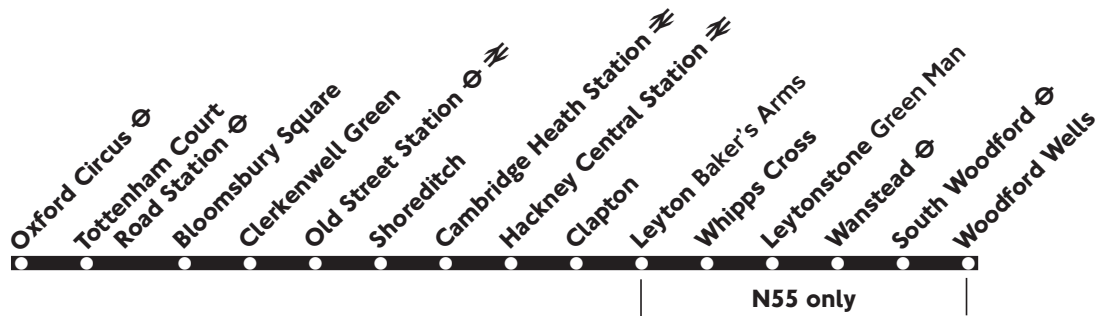 Oxford Circus
Tottenham Court
Road Station
Bloomsbury Square
Clerkenwell Green
Old Street Station
Shoreditch
Cambridge Heath Station
Hackney Central Station
Clapton
Leyton Baker's Arms
Whipps Cross
Leytonstone Green Man
Wanstead
South Woodford
Woodford Wells
N55 only